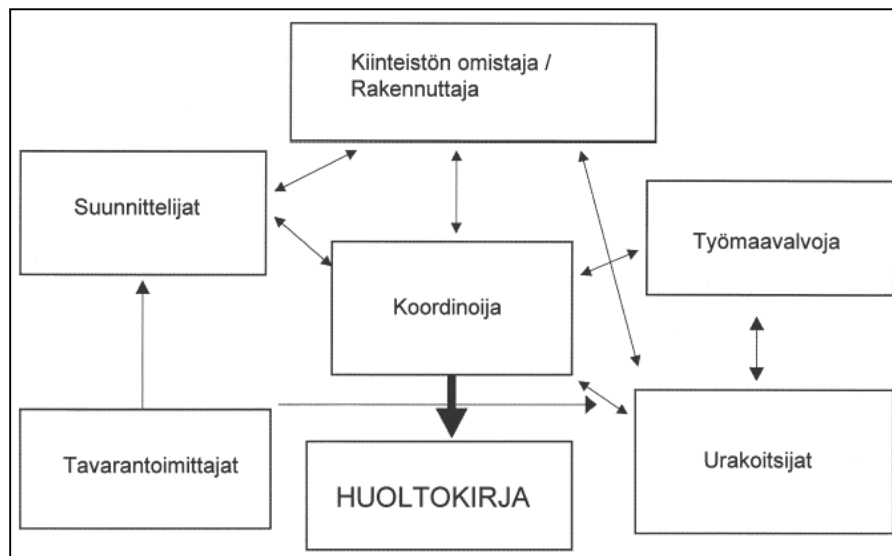 Kiinteistön omistaja /
Rakennuttaja
Suunnittelijat
Työmaavalvoja
Koordinoija
Tavarantoimittajat
Urakoitsijat
HUOLTOKIRJA